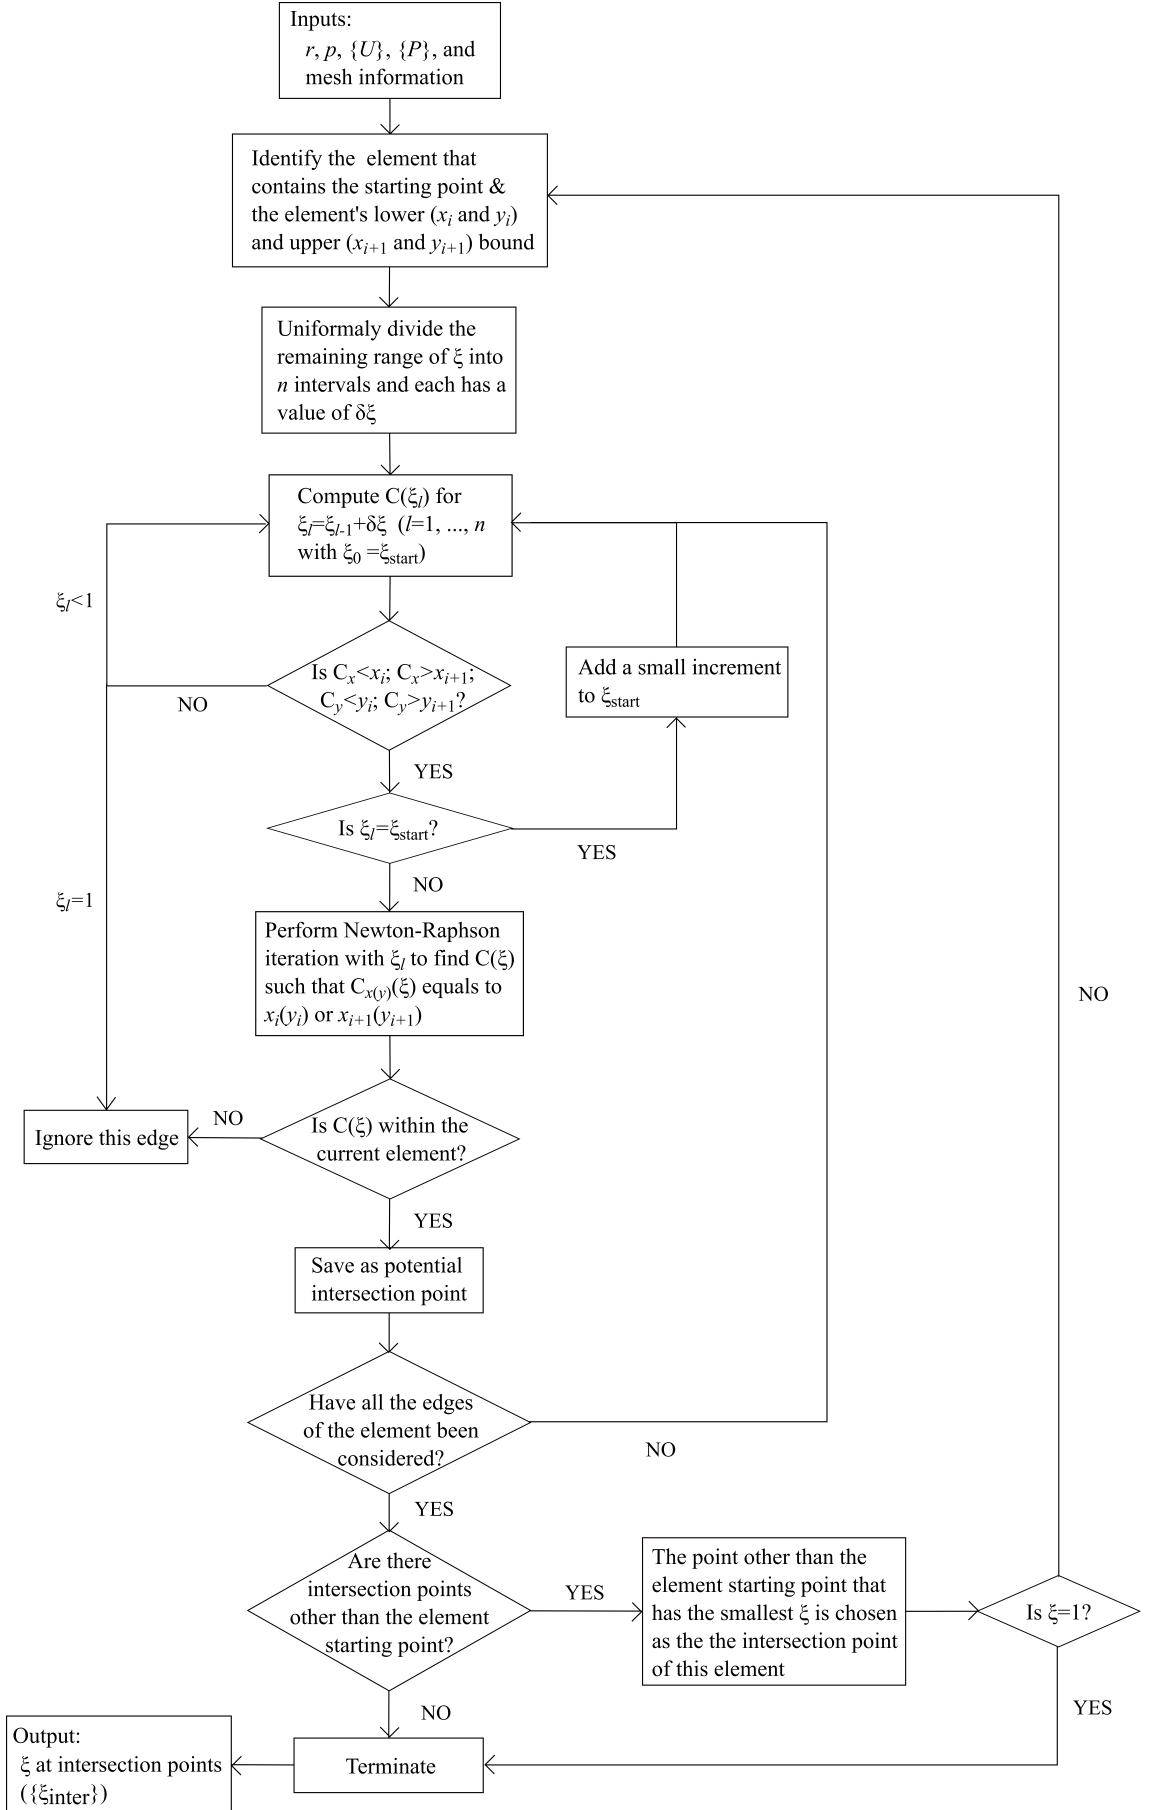 Inputs:
r, p, {U}, {P}, and
mesh information
Identify the element that
contains the starting point &
the element's lower (xᵢ and yᵢ)
and upper (xᵢ₊₁ and yᵢ₊₁) bound
Uniformaly divide the
remaining range of ξ into
n intervals and each has a
value of δξ
Compute C(ξₗ) for
ξₗ=ξₗ₋₁+δξ (l=1, ..., n
with ξ₀ =ξstart)
ξₗ<1
Is Cₓ<xᵢ; Cₓ>xᵢ₊₁;
Cy<yᵢ; Cy>yᵢ₊₁?
NO
Add a small increment
to ξstart
YES
Is ξₗ=ξstart?
YES
NO
ξₗ=1
Perform Newton-Raphson
iteration with ξₗ to find C(ξ)
such that Cx(y)(ξ) equals to
xᵢ(yᵢ) or xᵢ₊₁(yᵢ₊₁)
NO
Is C(ξ) within the
current element?
NO
Ignore this edge
YES
Save as potential
intersection point
Have all the edges
of the element been
considered?
NO
YES
Are there
intersection points
other than the element
starting point?
YES
The point other than the
element starting point that
has the smallest ξ is chosen
as the the intersection point
of this element
Is ξ=1?
NO
YES
Terminate
Output:
ξ at intersection points
({ξinter})